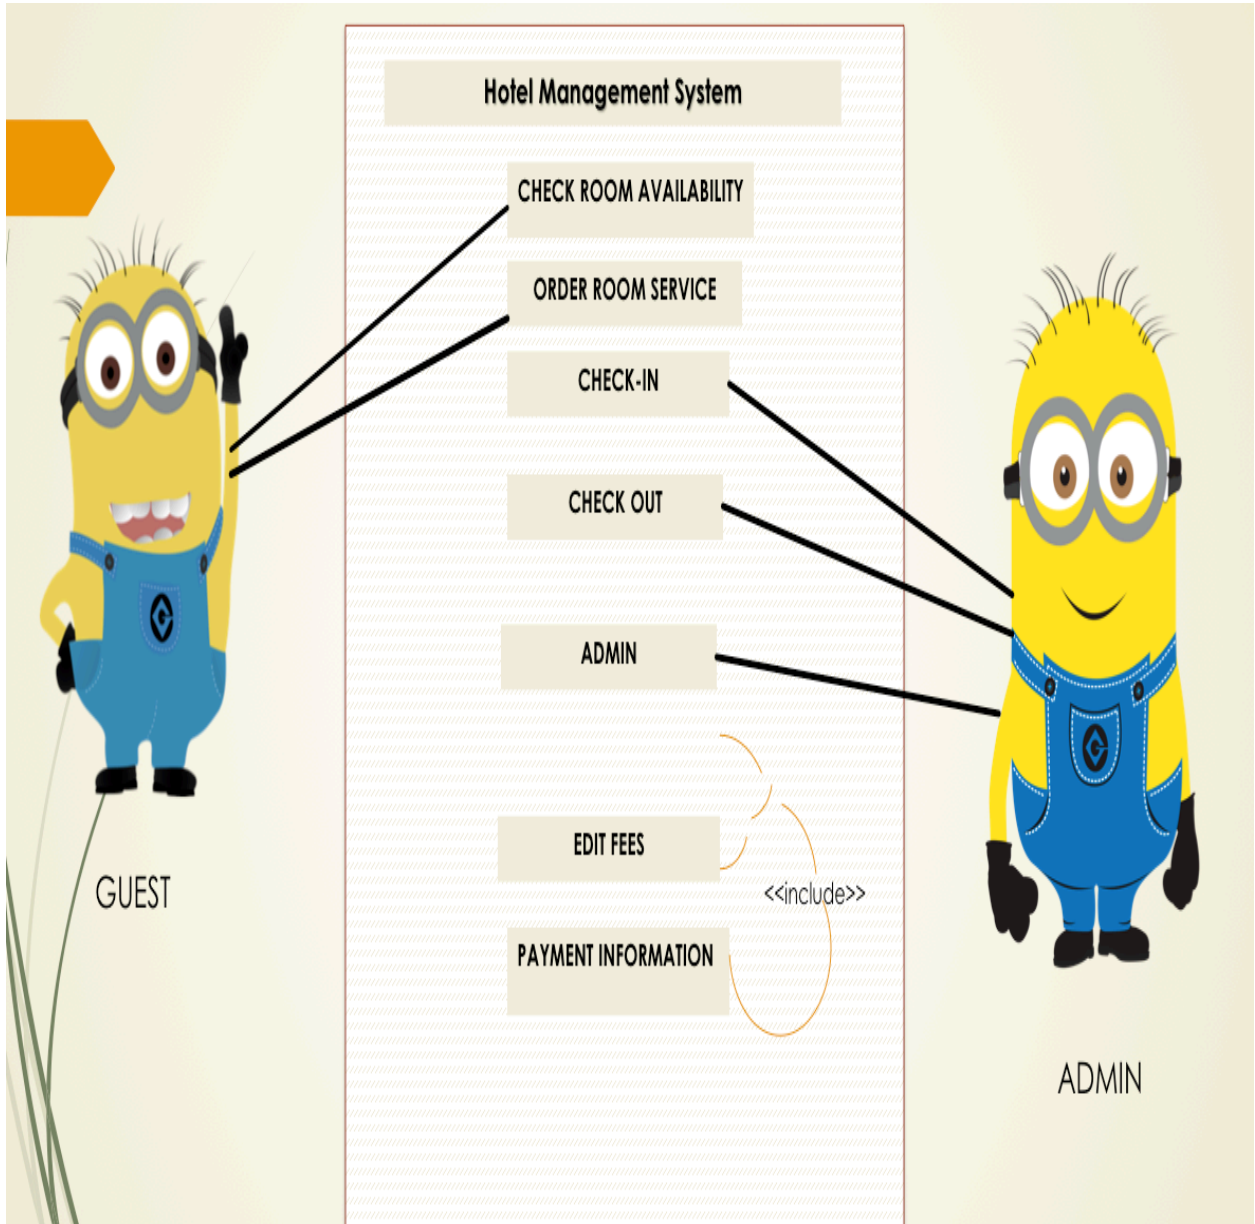 Hotel Management System
CHECK ROOM AVAILABILITY
ORDER ROOM SERVICE
CHECK-IN
CHECK OUT
ADMIN
EDIT FEES
<<include>>
PAYMENT INFORMATION
GUEST
ADMIN